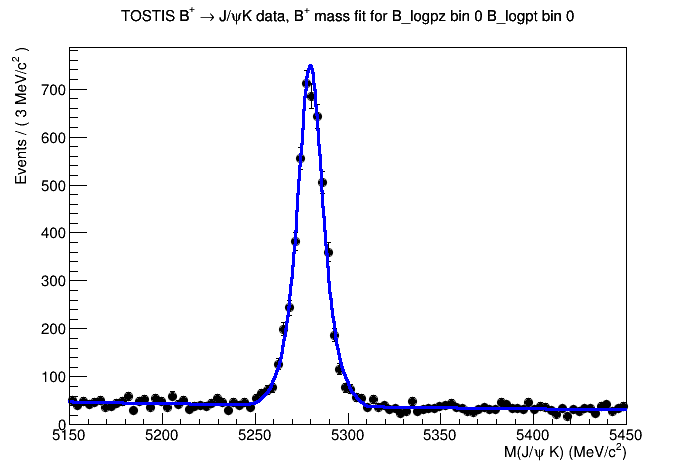 TOSTIS B⁺ → J/ψK data, B⁺ mass fit for B_logpz bin 0 B_logpt bin 0
Events / ( 3 MeV/c² )
700
600
500
400
300
200
100
0
5150 5200 5250 5300 5350 5400 5450
M(J/ψ K) (MeV/c²)